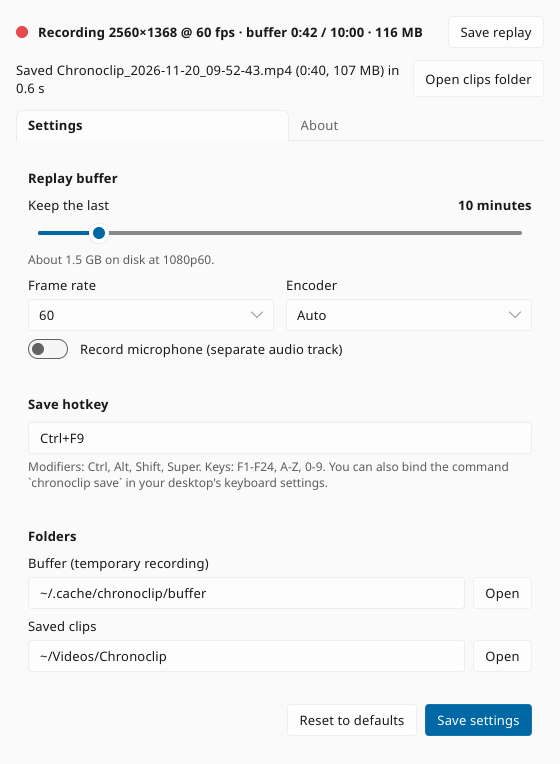 Recording 2560×1368 @ 60 fps · buffer 0:42 / 10:00 · 116 MB
Save replay
Saved Chronoclip_2026-11-20_09-52-43.mp4 (0:40, 107 MB) in
0.6 s
Open clips folder
Settings
About
Replay buffer
Keep the last
10 minutes
About 1.5 GB on disk at 1080p60.
Frame rate
Encoder
60
Auto
Record microphone (separate audio track)
Save hotkey
Ctrl+F9
Modifiers: Ctrl, Alt, Shift, Super. Keys: F1-F24, A-Z, 0-9. You can also bind the command
`chronoclip save` in your desktop's keyboard settings.
Folders
Buffer (temporary recording)
~/.cache/chronoclip/buffer
Open
Saved clips
~/Videos/Chronoclip
Open
Reset to defaults
Save settings